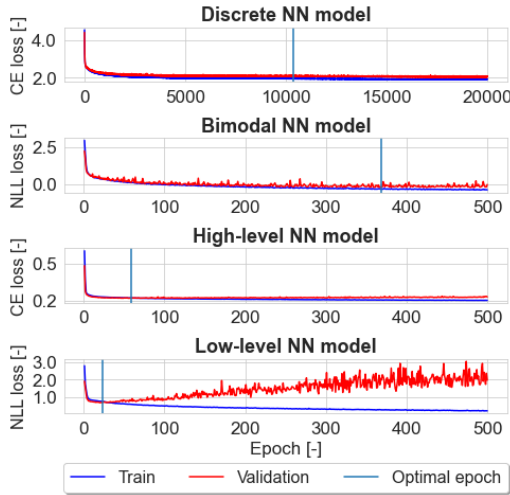 Discrete NN model
CE loss [-]
4.0
2.0
0 5000 10000 15000 20000
Bimodal NN model
NLL loss [-]
2.5
0.0
0 100 200 300 400 500
High-level NN model
CE loss [-]
0.5
0.2
0 100 200 300 400 500
Low-level NN model
NLL loss [-]
3.0
2.0
1.0
0 100 200 300 400 500
Epoch [-]
Train Validation Optimal epoch